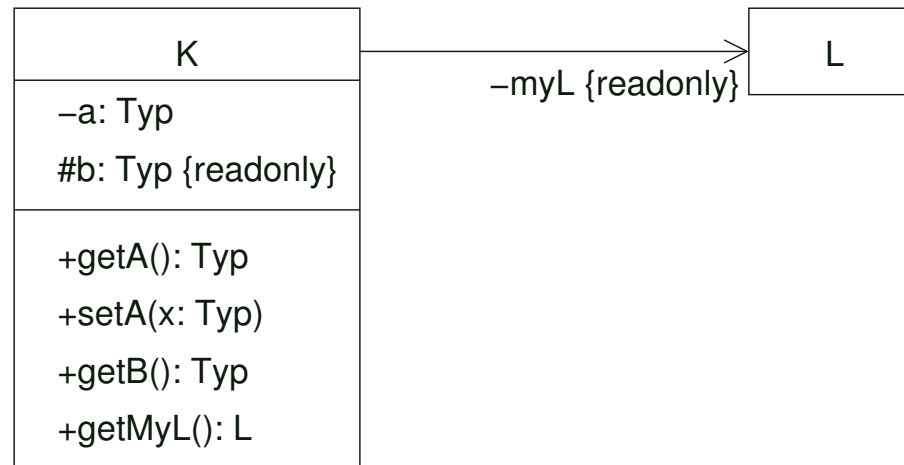 K
L
–myL {readonly}
–a: Typ
#b: Typ {readonly}
+getA(): Typ
+setA(x: Typ)
+getB(): Typ
+getMyL(): L